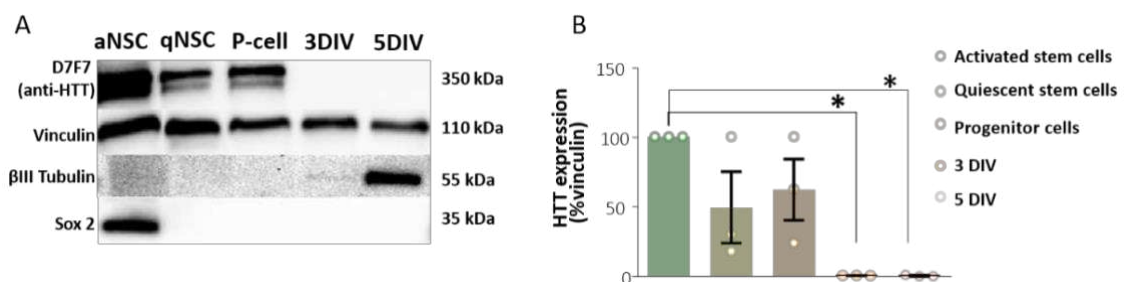 A
aNSC qNSC P-cell 3DIV 5DIV
D7F7
(anti-HTT)
350 kDa
Vinculin
110 kDa
βIII Tubulin
55 kDa
Sox 2
35 kDa
B
HTT expression
(%vinculin)
150
100
50
0
*
*
Activated stem cells
Quiescent stem cells
Progenitor cells
3 DIV
5 DIV